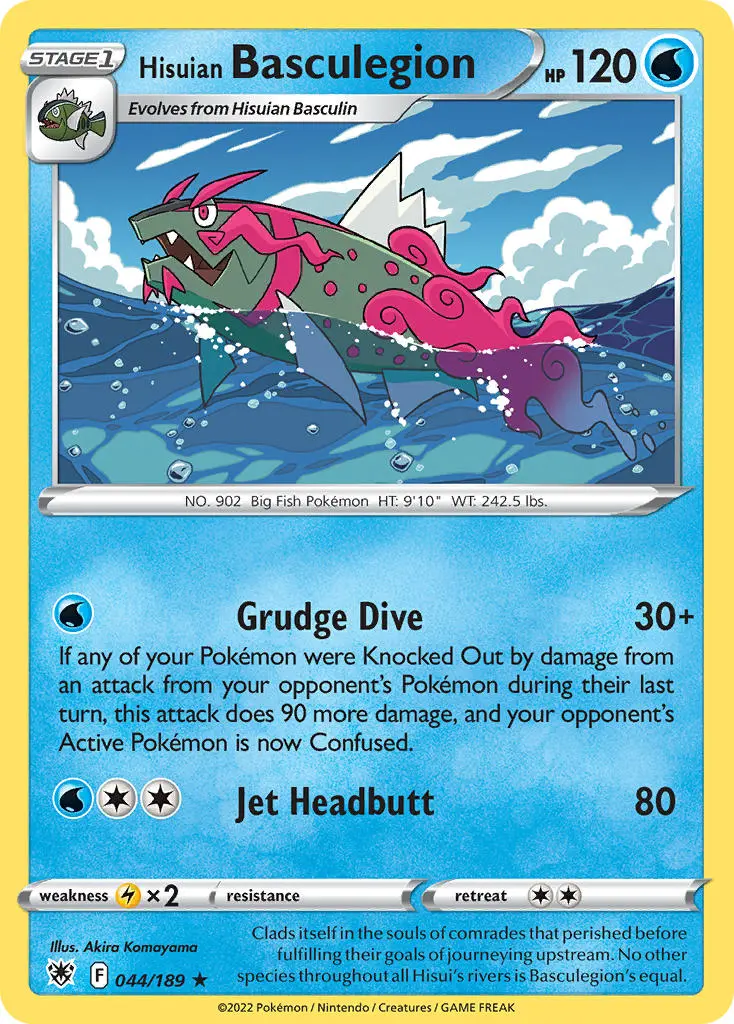 STAGE 1
Hisuian Basculegion
HP 120
Evolves from Hisuian Basculin
NO. 902 Big Fish Pokémon HT: 9'10" WT: 242.5 lbs.
Grudge Dive 30+
If any of your Pokémon were Knocked Out by damage from
an attack from your opponent's Pokémon during their last
turn, this attack does 90 more damage, and your opponent's
Active Pokémon is now Confused.
Jet Headbutt 80
weakness ×2 resistance retreat
Illus. Akira Komayama
F 044/189 ★
Clads itself in the souls of comrades that perished before
fulfilling their goals of journeying upstream. No other
species throughout all Hisui's rivers is Basculegion's equal.
©2022 Pokémon / Nintendo / Creatures / GAME FREAK